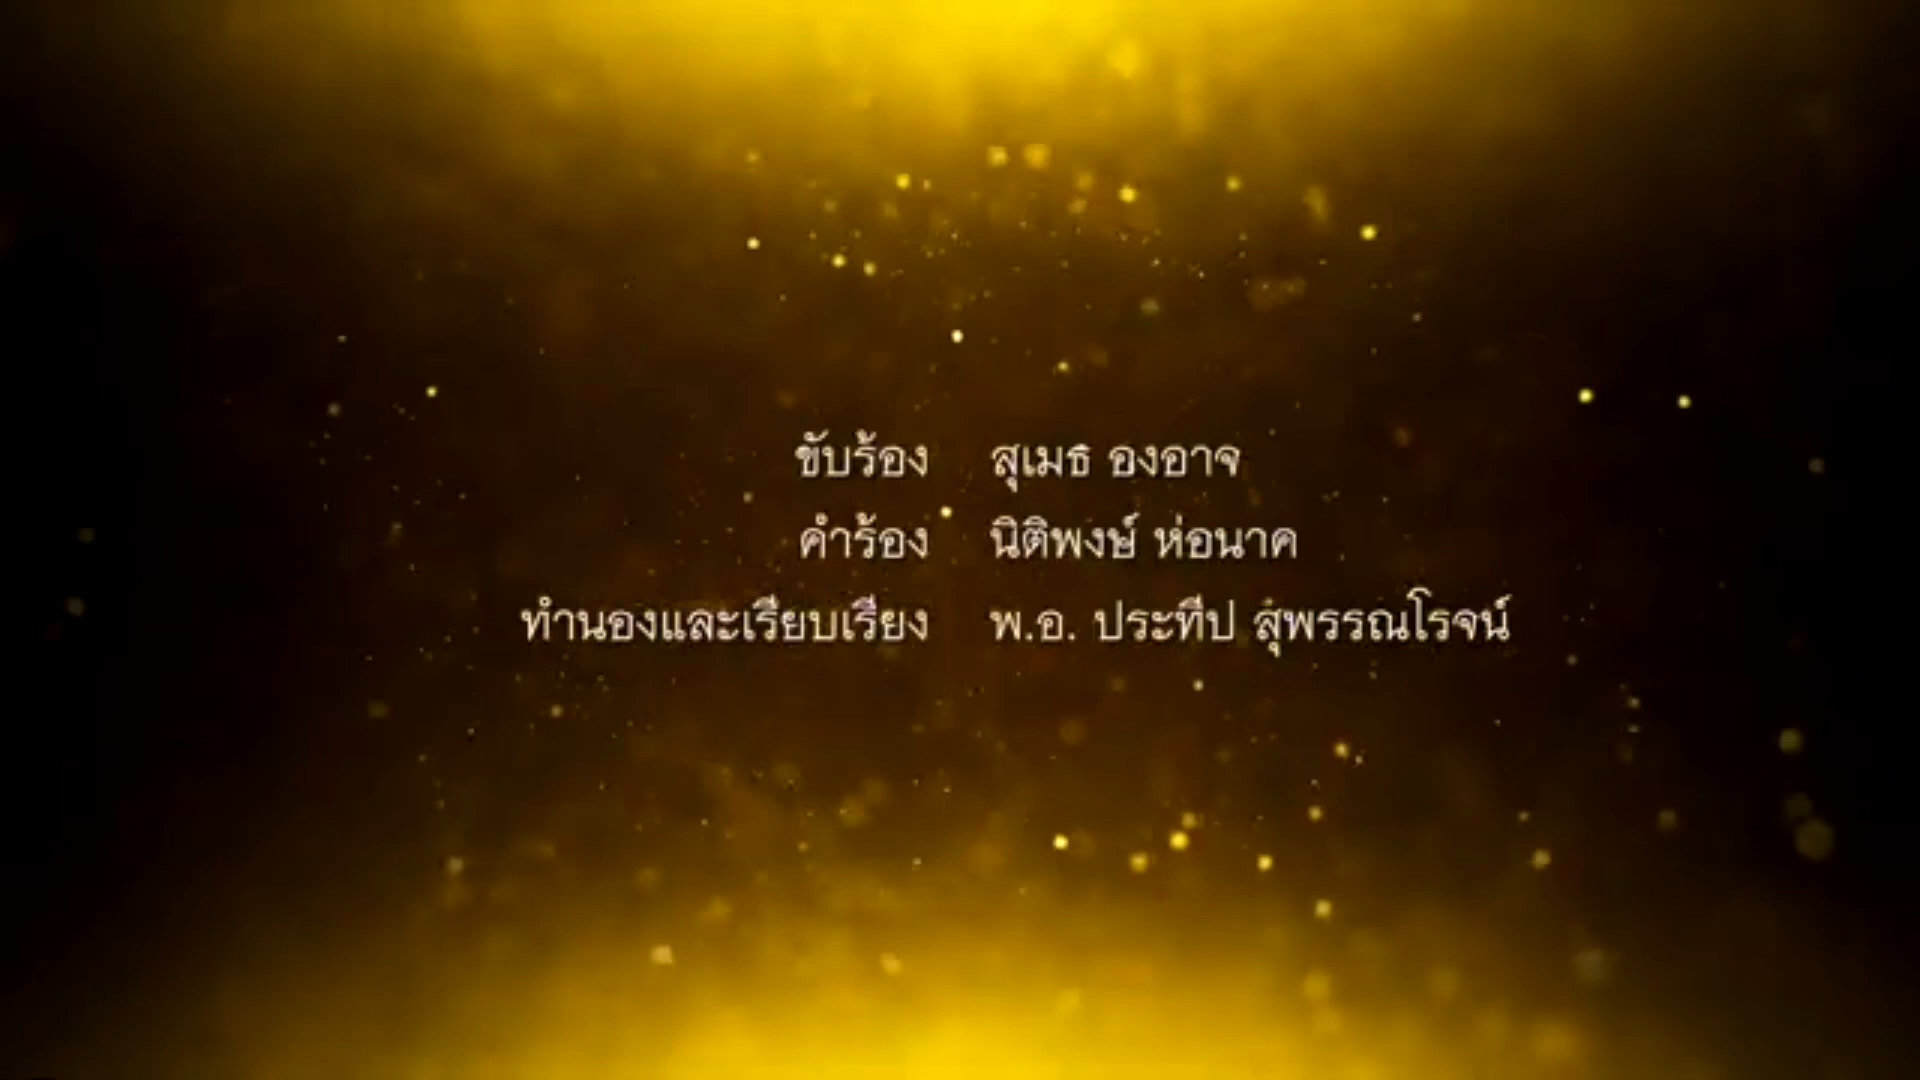 ขับร้อง สุเมธ องอาจ
คำร้อง นิติพงษ์ ห่อนาค
ทำนองและเรียบเรียง พ.อ. ประทีป สุพรรณโรจน์